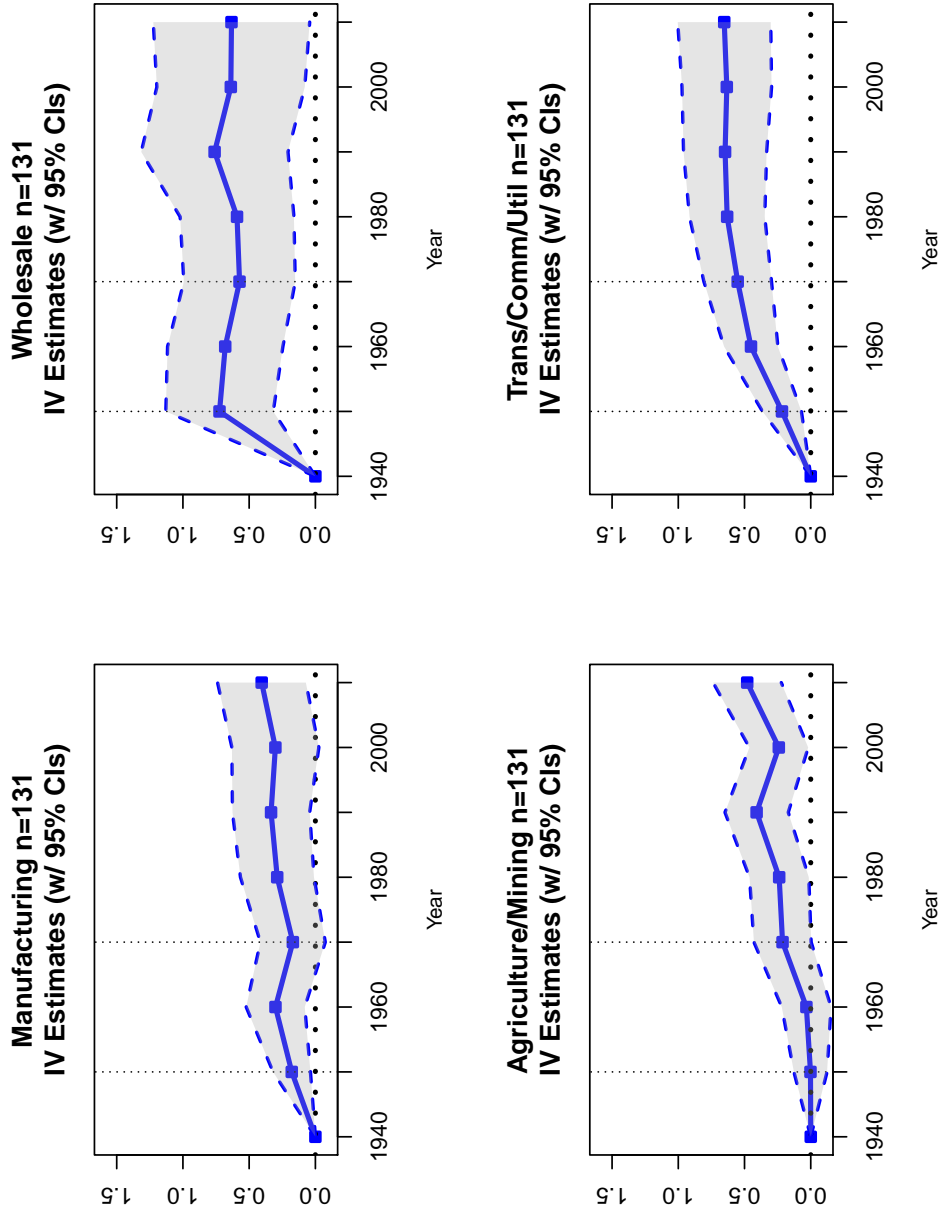 Manufacturing n=131
IV Estimates (w/ 95% CIs)
1.5
1.0
0.5
0.0
1940 1960 1980 2000
Year
Wholesale n=131
IV Estimates (w/ 95% CIs)
1.5
1.0
0.5
0.0
1940 1960 1980 2000
Year
Agriculture/Mining n=131
IV Estimates (w/ 95% CIs)
1.5
1.0
0.5
0.0
1940 1960 1980 2000
Year
Trans/Comm/Util n=131
IV Estimates (w/ 95% CIs)
1.5
1.0
0.5
0.0
1940 1960 1980 2000
Year